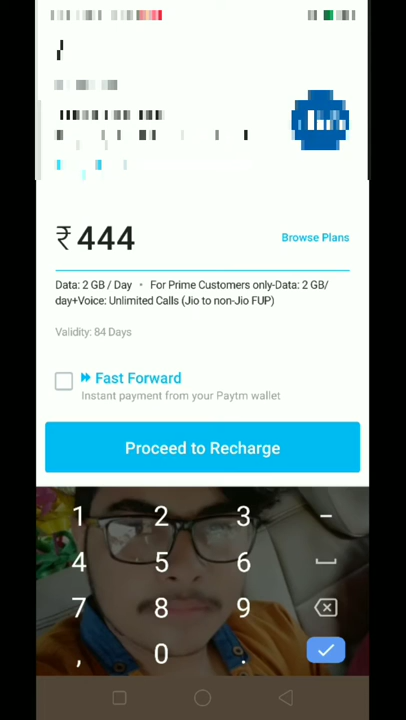 ₹ 444
Browse Plans
Data: 2 GB / Day • For Prime Customers only-Data: 2 GB/
day+Voice: Unlimited Calls (Jio to non-Jio FUP)
Validity: 84 Days
Fast Forward
Instant payment from your Paytm wallet
Proceed to Recharge
1 2 3 –
4 5 6
7 8 9
, 0 .